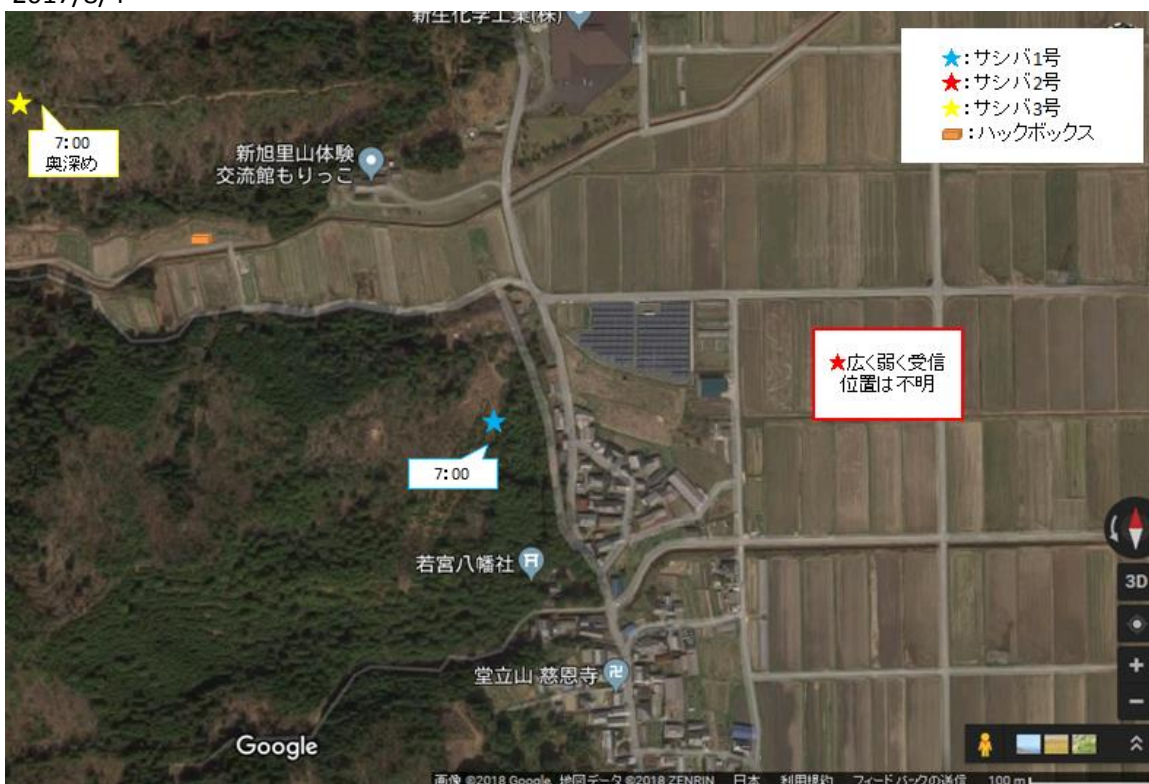 新生化学工業(株)
★:サシバ1号
★:サシバ2号
★:サシバ3号
:ハックボックス
7:00
奥深め
新旭里山体験
交流館もりっこ
★広く弱く受信
位置は不明
7:00
若宮八幡社
3D
堂立山 慈恩寺
Google
画像 ©2018 Google, 地図データ ©2018 ZENRIN 日本 利用規約 フィードバックの送信 100 m